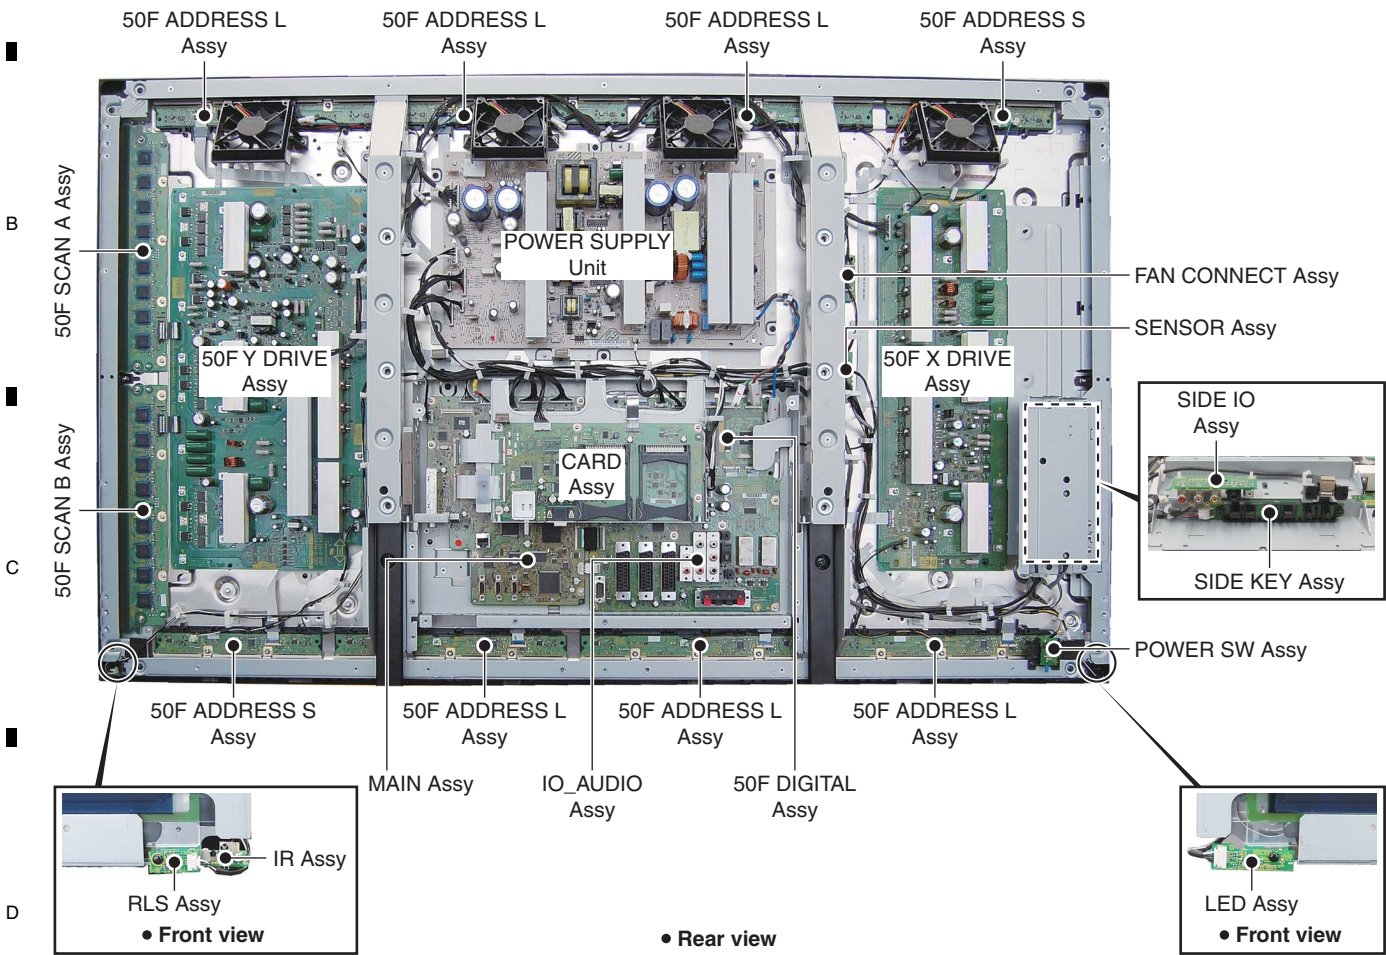 50F ADDRESS L
Assy
50F ADDRESS L
Assy
50F ADDRESS L
Assy
50F ADDRESS S
Assy
B
50F SCAN A Assy
POWER SUPPLY
Unit
FAN CONNECT Assy
SENSOR Assy
50F Y DRIVE
Assy
50F X DRIVE
Assy
50F SCAN B Assy
CARD
Assy
SIDE IO
Assy
SIDE KEY Assy
C
POWER SW Assy
50F ADDRESS S
Assy
50F ADDRESS L
Assy
50F ADDRESS L
Assy
50F ADDRESS L
Assy
MAIN Assy
IO_AUDIO
Assy
50F DIGITAL
Assy
IR Assy
RLS Assy
• Front view
D
• Rear view
LED Assy
• Front view